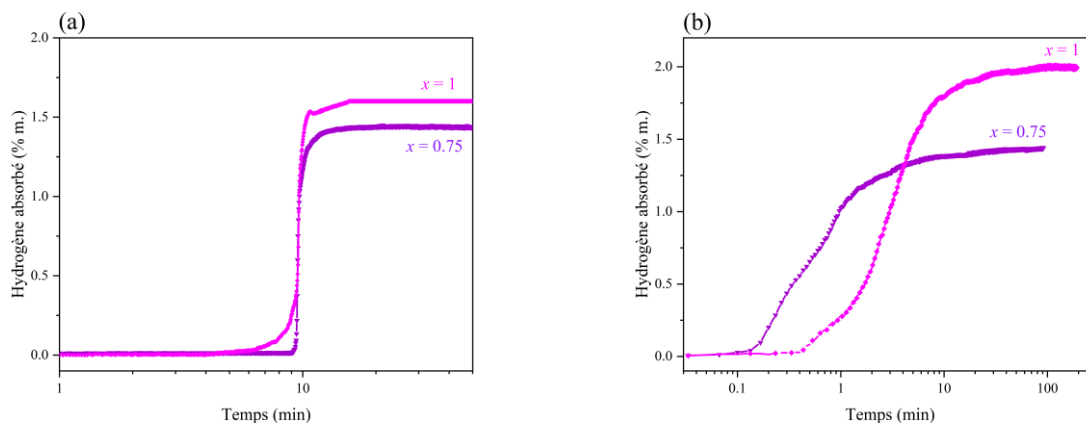 (a)
2.0
1.5
1.0
0.5
0.0
Hydrogène absorbé (% m.)
x = 1
x = 0.75
1
10
Temps (min)
(b)
2.0
1.5
1.0
0.5
0.0
Hydrogène absorbé (% m.)
x = 1
x = 0.75
0.1
1
10
100
Temps (min)